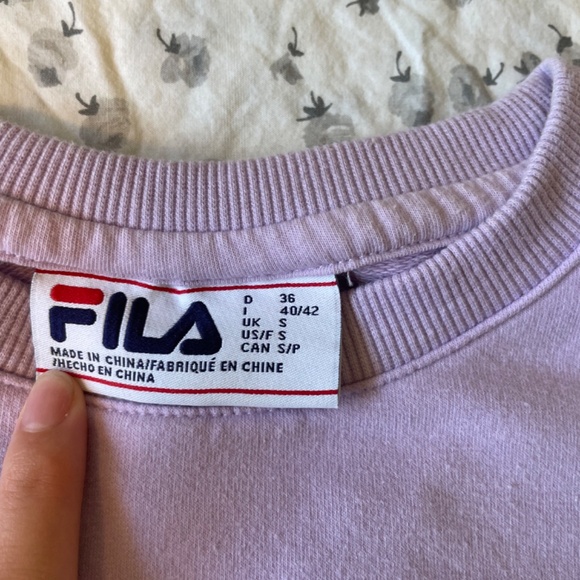 FILA
D 36
I 40/42
UK S
US/F S
CAN S/P
MADE IN CHINA/FABRIQUÉ EN CHINE
/HECHO EN CHINA